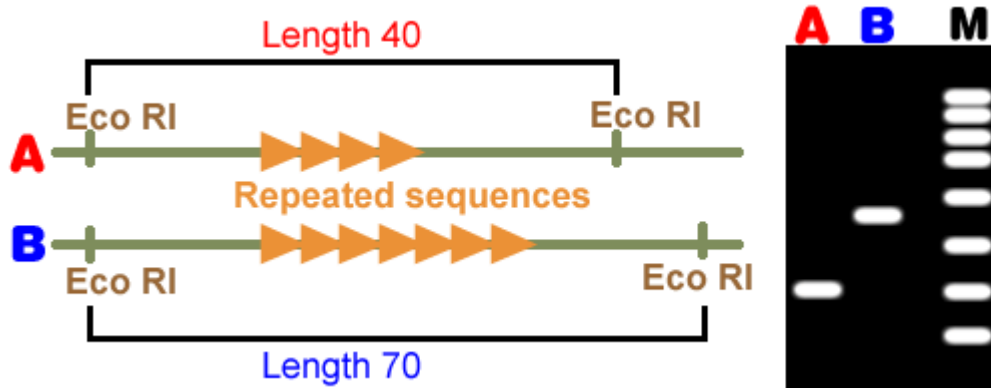 Length 40
Eco RI
Eco RI
A
Repeated sequences
B
Eco RI
Eco RI
Length 70
A B M